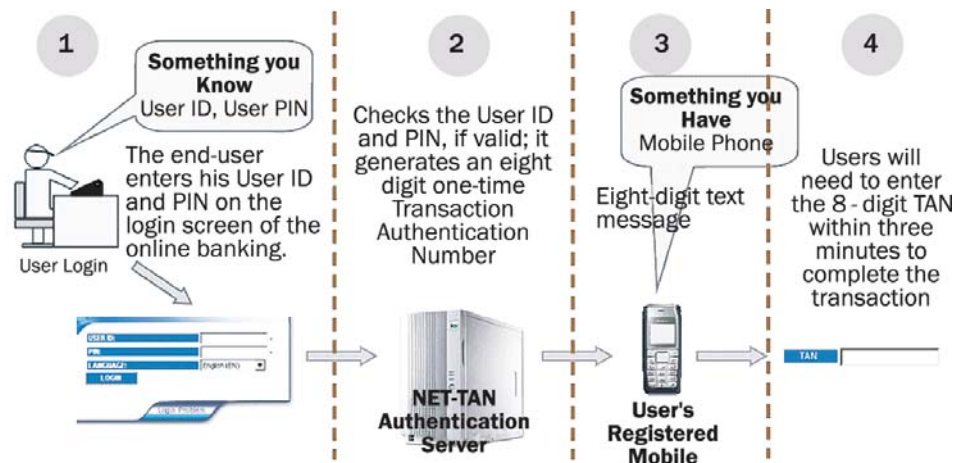 1
Something you
Know
User ID, User PIN
The end-user
enters his User ID
and PIN on the
login screen of the
online banking.
User Login
USER ID:
PIN:
LANGUAGE:
English (EN)
LOGIN
2
Checks the User ID
and PIN, if valid; it
generates an eight
digit one-time
Transaction
Authentication
Number
NET-TAN
Authentication
Server
3
Something you
Have
Mobile Phone
Eight-digit text
message
User's
Registered
Mobile
4
Users will
need to enter
the 8 - digit TAN
within three
minutes to
complete the
transaction
TAN